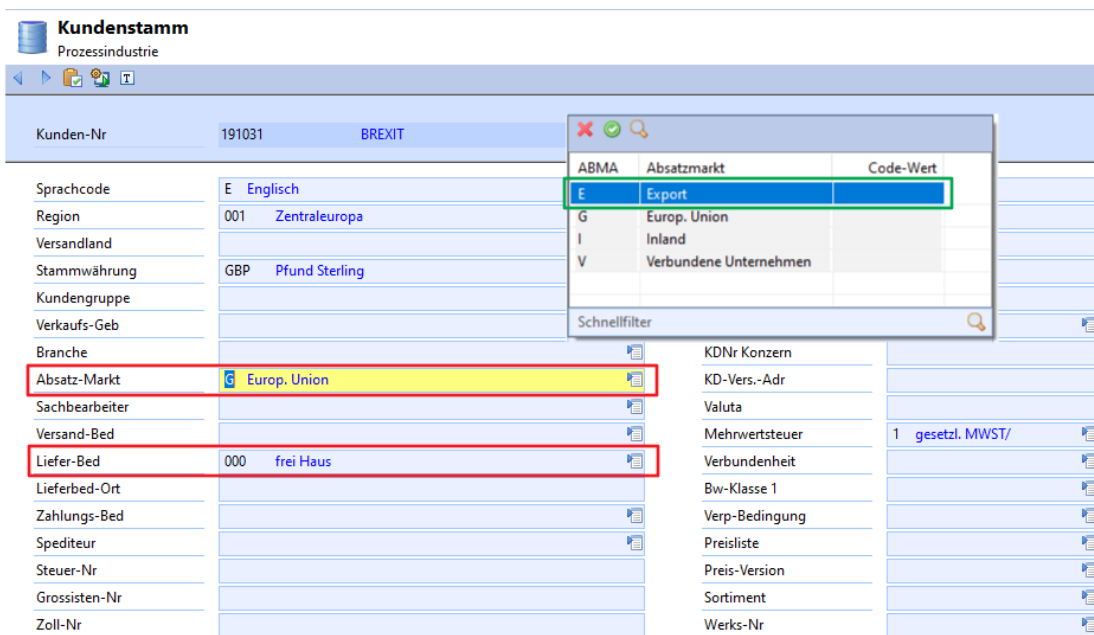 Kundenstamm
Prozessindustrie
T
Kunden-Nr 191031 BREXIT
ABMA Absatzmarkt Code-Wert
E Export
G Europ. Union
I Inland
V Verbundene Unternehmen
Schnellfilter
Sprachcode E Englisch
Region 001 Zentraleuropa
Versandland
Stammwährung GBP Pfund Sterling
Kundengruppe
Verkaufs-Geb
Branche KDNr Konzern
Absatz-Markt G Europ. Union KD-Vers.-Adr
Sachbearbeiter Valuta
Versand-Bed Mehrwertsteuer 1 gesetzl. MWST/
Liefer-Bed 000 frei Haus Verbundenheit
Lieferbed-Ort Bw-Klasse 1
Zahlungs-Bed Verp-Bedingung
Spediteur Preisliste
Steuer-Nr Preis-Version
Grossisten-Nr Sortiment
Zoll-Nr Werks-Nr